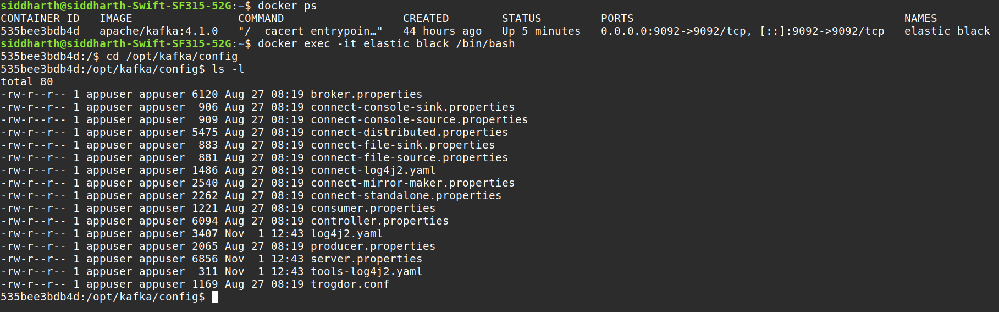 siddharth@siddharth-Swift-SF315-52G:~$ docker ps
CONTAINER ID   IMAGE                COMMAND                  CREATED        STATUS         PORTS                                         NAMES
535bee3bdb4d   apache/kafka:4.1.0   "/__cacert_entrypoin…"   44 hours ago   Up 5 minutes   0.0.0.0:9092->9092/tcp, [::]:9092->9092/tcp   elastic_black
siddharth@siddharth-Swift-SF315-52G:~$ docker exec -it elastic_black /bin/bash
535bee3bdb4d:/$ cd /opt/kafka/config
535bee3bdb4d:/opt/kafka/config$ ls -l
total 80
-rw-r--r-- 1 appuser appuser 6120 Aug 27 08:19 broker.properties
-rw-r--r-- 1 appuser appuser  906 Aug 27 08:19 connect-console-sink.properties
-rw-r--r-- 1 appuser appuser  909 Aug 27 08:19 connect-console-source.properties
-rw-r--r-- 1 appuser appuser 5475 Aug 27 08:19 connect-distributed.properties
-rw-r--r-- 1 appuser appuser  883 Aug 27 08:19 connect-file-sink.properties
-rw-r--r-- 1 appuser appuser  881 Aug 27 08:19 connect-file-source.properties
-rw-r--r-- 1 appuser appuser 1486 Aug 27 08:19 connect-log4j2.yaml
-rw-r--r-- 1 appuser appuser 2540 Aug 27 08:19 connect-mirror-maker.properties
-rw-r--r-- 1 appuser appuser 2262 Aug 27 08:19 connect-standalone.properties
-rw-r--r-- 1 appuser appuser 1221 Aug 27 08:19 consumer.properties
-rw-r--r-- 1 appuser appuser 6094 Aug 27 08:19 controller.properties
-rw-r--r-- 1 appuser appuser 3407 Nov  1 12:43 log4j2.yaml
-rw-r--r-- 1 appuser appuser 2065 Aug 27 08:19 producer.properties
-rw-r--r-- 1 appuser appuser 6856 Nov  1 12:43 server.properties
-rw-r--r-- 1 appuser appuser  311 Nov  1 12:43 tools-log4j2.yaml
-rw-r--r-- 1 appuser appuser 1169 Aug 27 08:19 trogdor.conf
535bee3bdb4d:/opt/kafka/config$